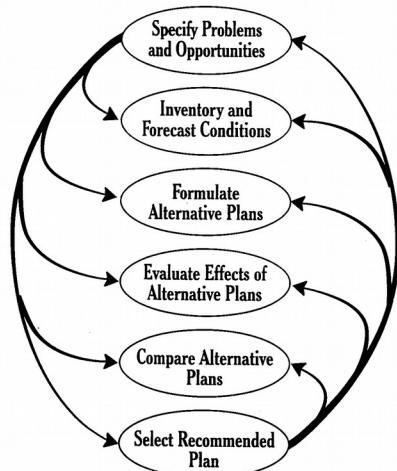 Specify Problems
and Opportunities
Inventory and
Forecast Conditions
Formulate
Alternative Plans
Evaluate Effects of
Alternative Plans
Compare Alternative
Plans
Select Recommended
Plan